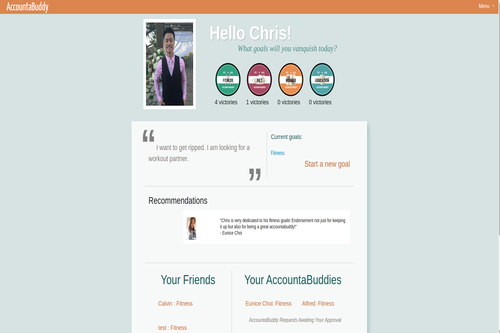 AccountaBuddy
Menu
Hello Chris!
What goals will you vanquish today?
FITNESS
DIET
EDUCATION
4 victories
1 victories
0 victories
0 victories
“
I want to get ripped. I am looking for a
workout partner.
”
Current goals:
Fitness
Start a new goal
Recommendations
"Chris is very dedicated to his fitness goals! Endorsement not just for keeping
it up but also for being a great accountabuddy!"
- Eunice Choi
Your Friends
Calvin : Fitness
test : Fitness
Your AccountaBuddies
Eunice Choi: Fitness
Alfred: Fitness
AccountaBuddy Requests Awaiting Your Approval